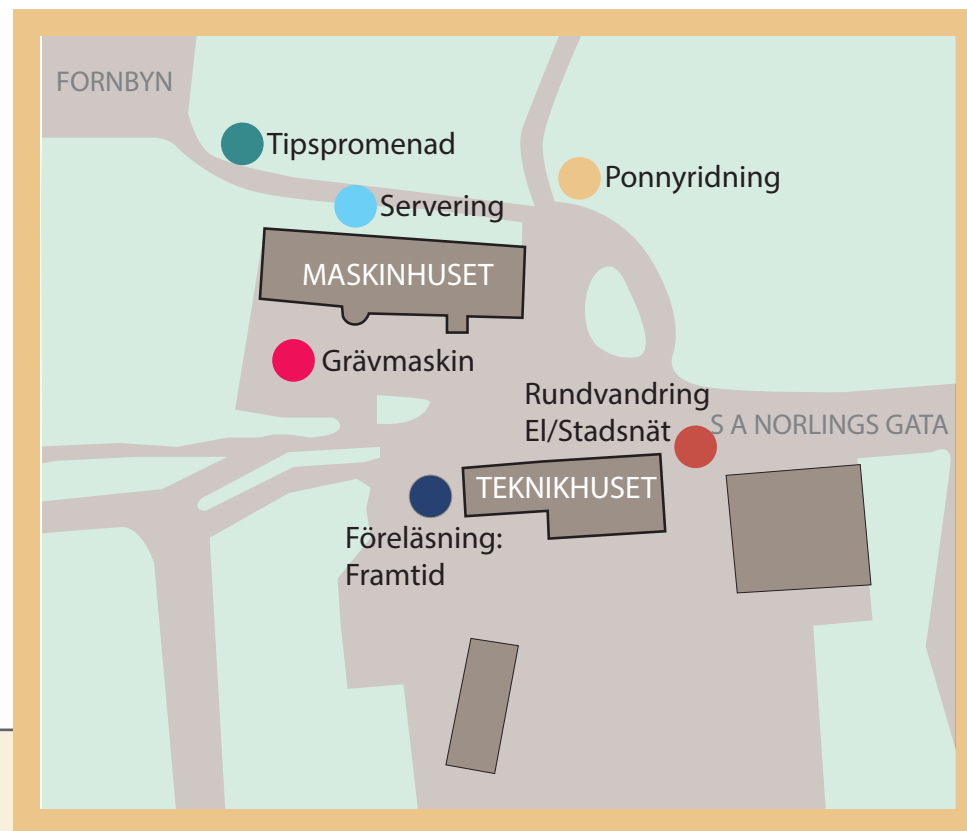 FORNBYN
Tipspromenad
Ponnyridning
Servering
MASKINHUSET
Grävmaskin
Rundvandring
El/Stadsnät
S A NORLINGS GATA
TEKNIKHUSET
Föreläsning:
Framtid